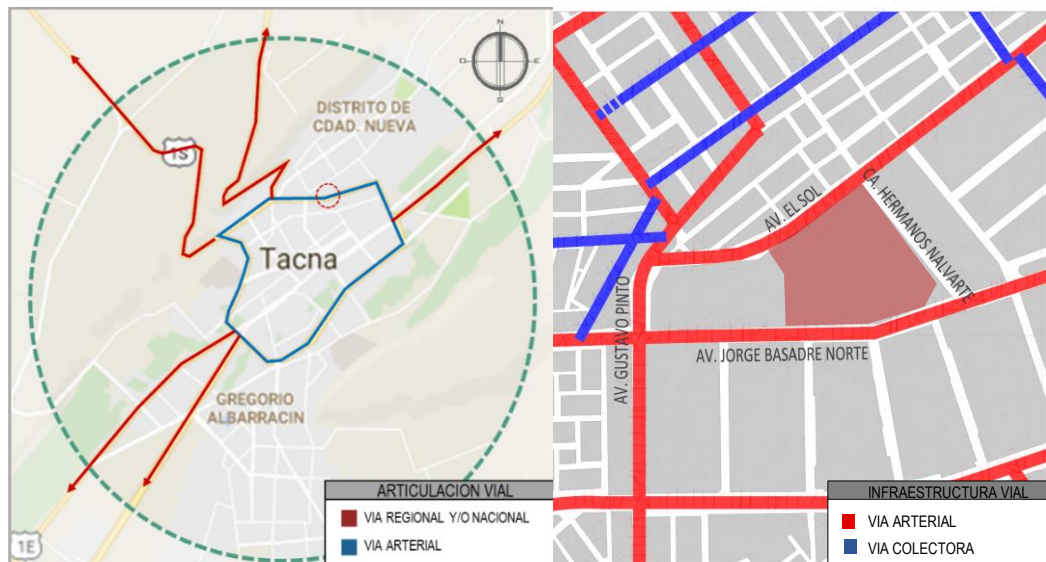 N
O
E
S
DISTRITO DE
CDAD. NUEVA
1S
Tacna
GREGORIO
ALBARRACIN
1E
ARTICULACION VIAL
VIA REGIONAL Y/O NACIONAL
VIA ARTERIAL
AV. EL SOL
CA. HERMANOS NALVARTE
AV. GUSTAVO PINTO
AV. JORGE BASADRE NORTE
INFRAESTRUCTURA VIAL
VIA ARTERIAL
VIA COLECTORA